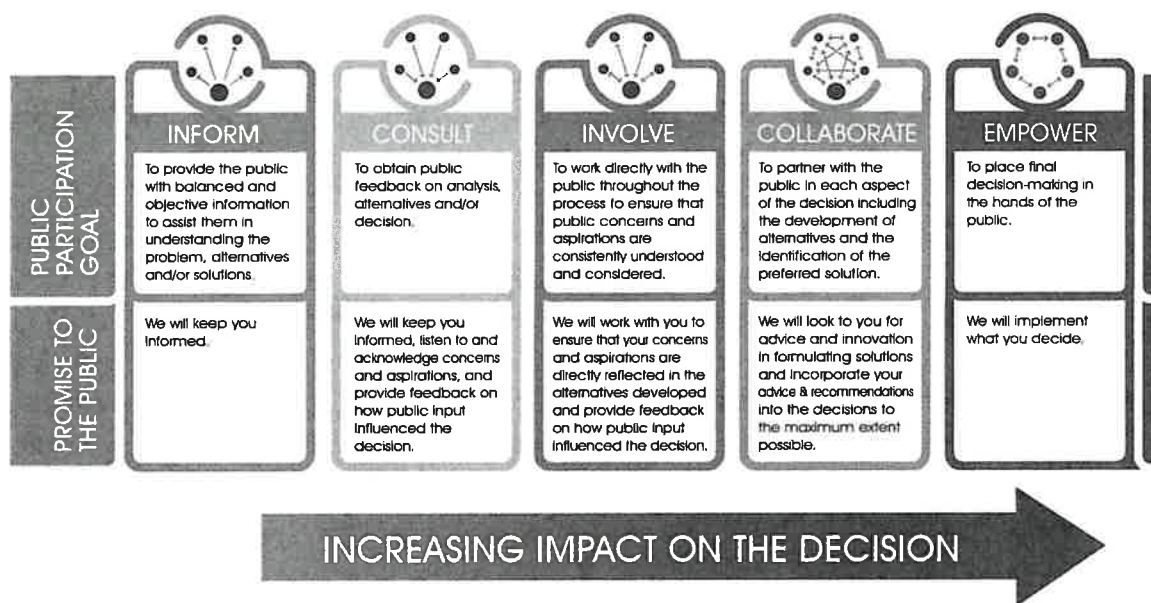 INFORM
CONSULT
INVOLVE
COLLABORATE
EMPOWER
PUBLIC
PARTICIPATION
GOAL
To provide the public
with balanced and
objective information
to assist them in
understanding the
problem, alternatives
and/or solutions.
To obtain public
feedback on analysis,
alternatives and/or
decision.
To work directly with the
public throughout the
process to ensure that
public concerns and
aspirations are
consistently understood
and considered.
To partner with the
public in each aspect
of the decision including
the development of
alternatives and the
identification of the
preferred solution.
To place final
decision-making in
the hands of the
public.
PROMISE TO
THE PUBLIC
We will keep you
informed.
We will keep you
informed, listen to and
acknowledge concerns
and aspirations, and
provide feedback on
how public input
influenced the
decision.
We will work with you to
ensure that your concerns
and aspirations are
directly reflected in the
alternatives developed
and provide feedback
on how public input
influenced the decision.
We will look to you for
advice and innovation
in formulating solutions
and incorporate your
advice & recommendations
into the decisions to
the maximum extent
possible.
We will implement
what you decide.
INCREASING IMPACT ON THE DECISION